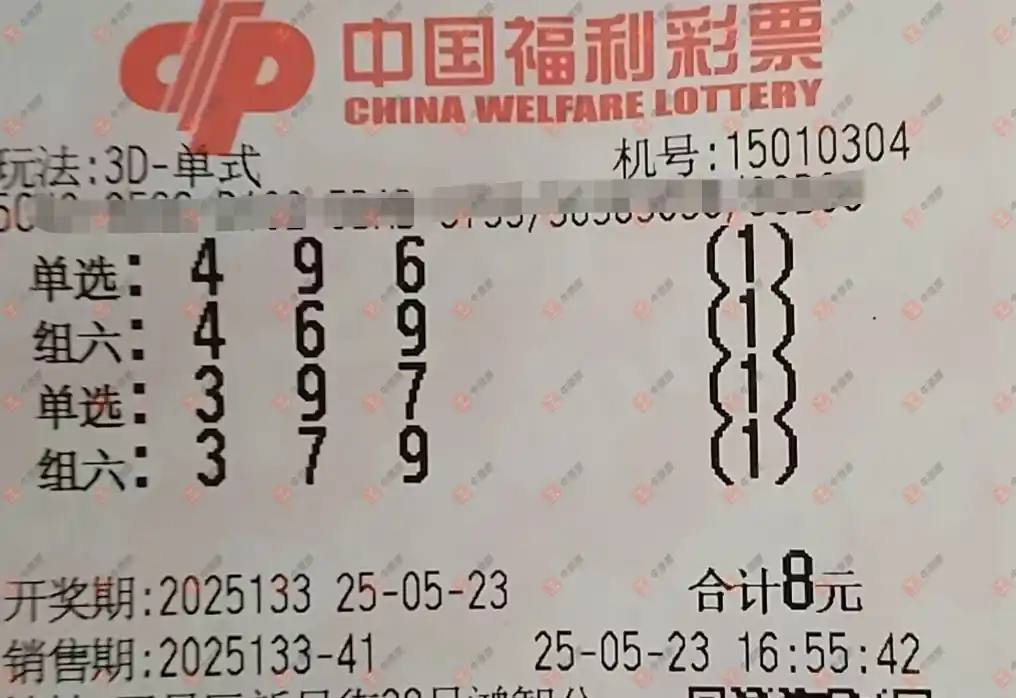 中国福利彩票
CHINA WELFARE LOTTERY
玩法:3D-单式 机号:15010304
单选: 4 9 6 (1)
组六: 4 6 9 (1)
单选: 3 9 7 (1)
组六: 3 7 9 (1)
开奖期:2025133 25-05-23 合计8元
销售期:2025133-41 25-05-23 16:55:42